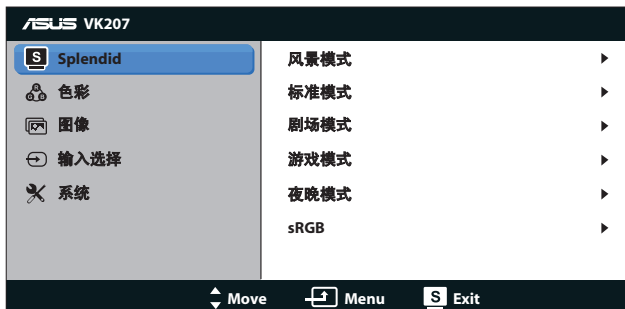 ASUS VK207
S Splendid
色彩
图像
输入选择
系统
风景模式
标准模式
剧场模式
游戏模式
夜晚模式
sRGB
Move Menu S Exit